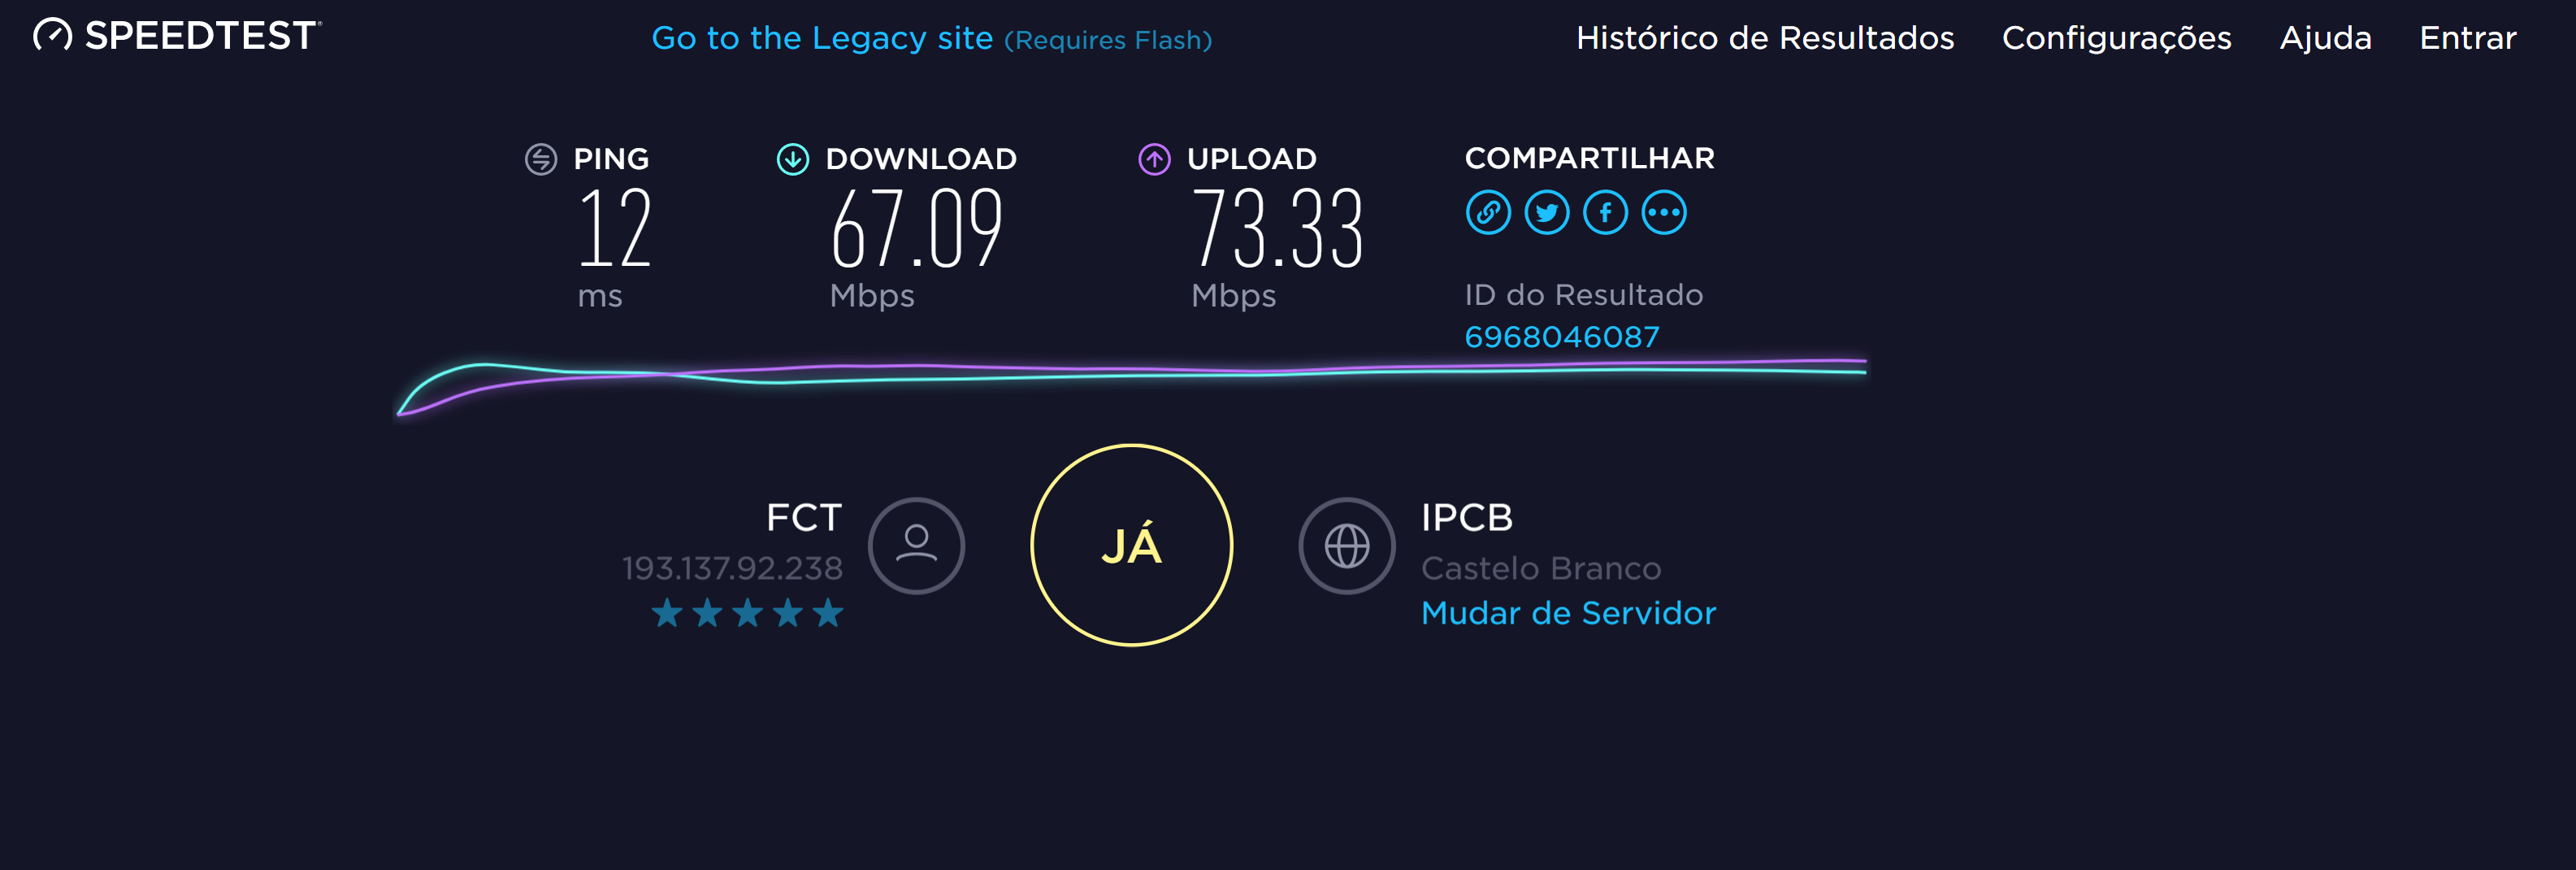 SPEEDTEST
Go to the Legacy site (Requires Flash)
Histórico de Resultados Configurações Ajuda Entrar
PING DOWNLOAD UPLOAD COMPARTILHAR
12 67.09 73.33
ms Mbps Mbps
ID do Resultado
6968046087
FCT
193.137.92.238
JÁ
IPCB
Castelo Branco
Mudar de Servidor